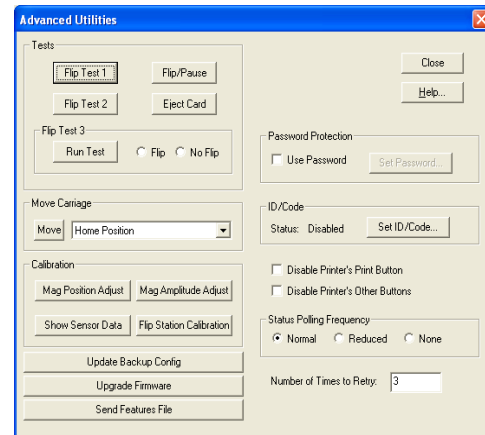 Advanced Utilities
Tests
Flip Test 1
Flip/Pause
Flip Test 2
Eject Card
Flip Test 3
Run Test
Flip
No Flip
Move Carriage
Move
Home Position
Calibration
Mag Position Adjust
Mag Amplitude Adjust
Show Sensor Data
Flip Station Calibration
Update Backup Config
Upgrade Firmware
Send Features File
Close
Help...
Password Protection
Use Password
Set Password...
ID/Code
Status: Disabled
Set ID/Code...
Disable Printer's Print Button
Disable Printer's Other Buttons
Status Polling Frequency
Normal
Reduced
None
Number of Times to Retry: 3